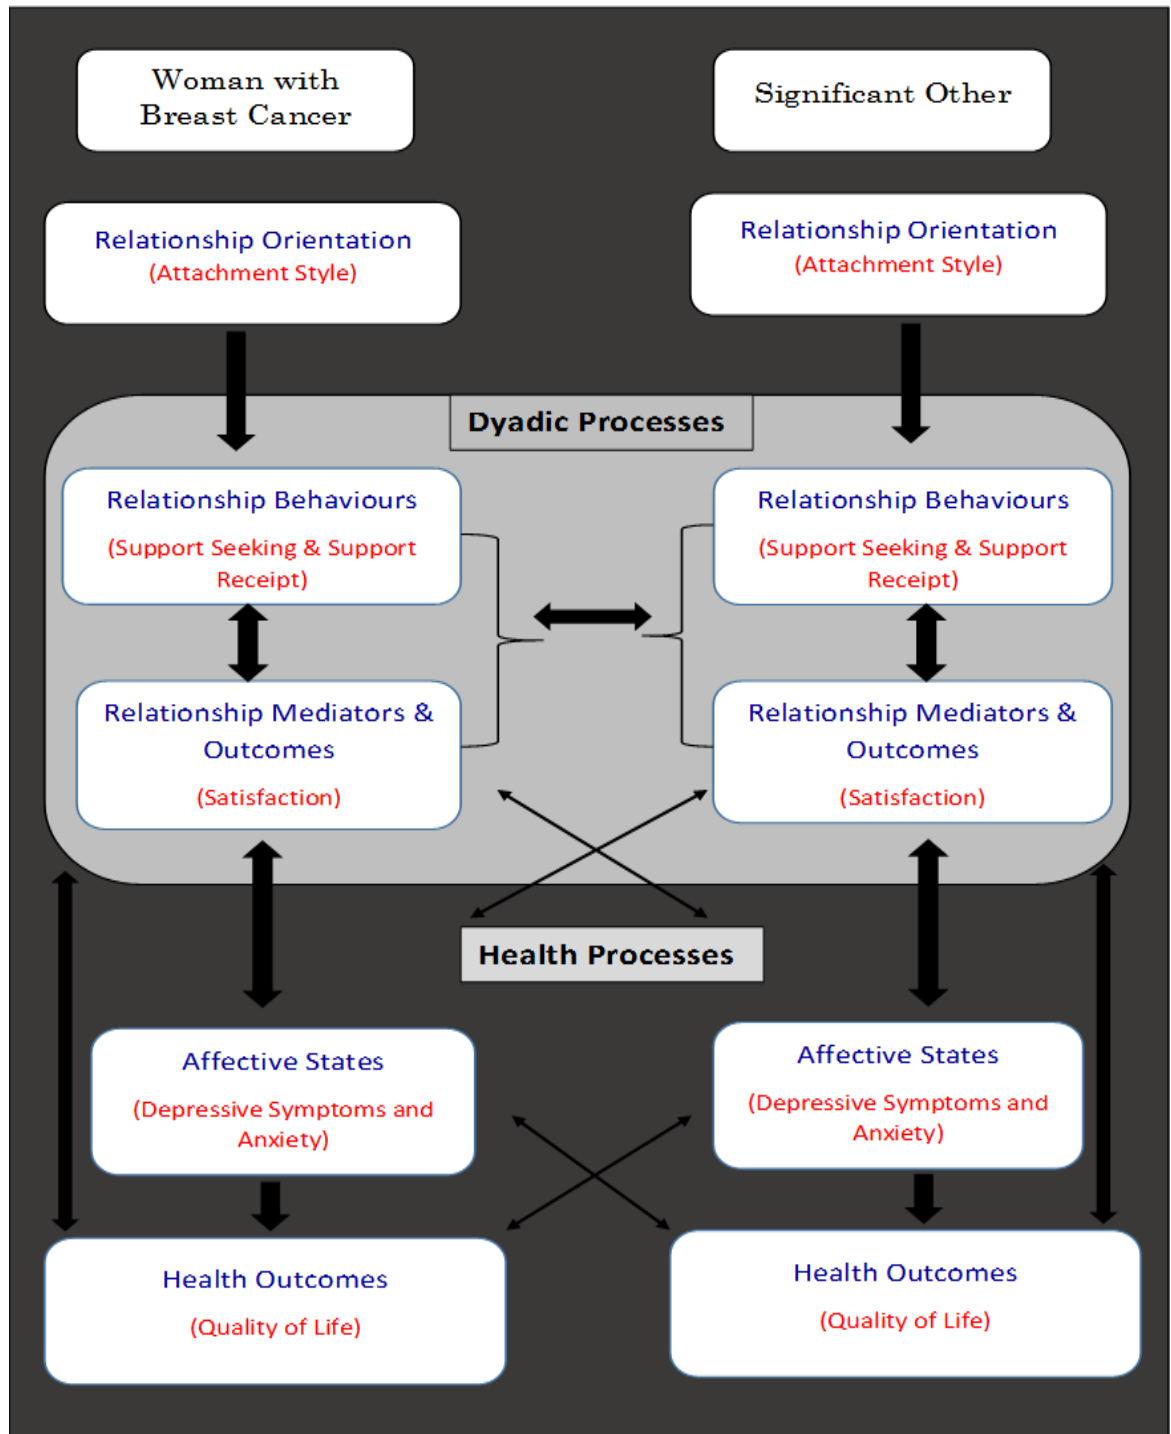 Woman with
Breast Cancer
Significant Other
Relationship Orientation
(Attachment Style)
Relationship Orientation
(Attachment Style)
Dyadic Processes
Relationship Behaviours
(Support Seeking & Support
Receipt)
Relationship Behaviours
(Support Seeking & Support
Receipt)
Relationship Mediators &
Outcomes
(Satisfaction)
Relationship Mediators &
Outcomes
(Satisfaction)
Health Processes
Affective States
(Depressive Symptoms and
Anxiety)
Affective States
(Depressive Symptoms and
Anxiety)
Health Outcomes
(Quality of Life)
Health Outcomes
(Quality of Life)